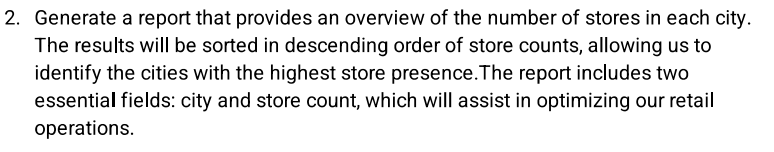 2. Generate a report that provides an overview of the number of stores in each city.
The results will be sorted in descending order of store counts, allowing us to
identify the cities with the highest store presence.The report includes two
essential fields: city and store count, which will assist in optimizing our retail
operations.